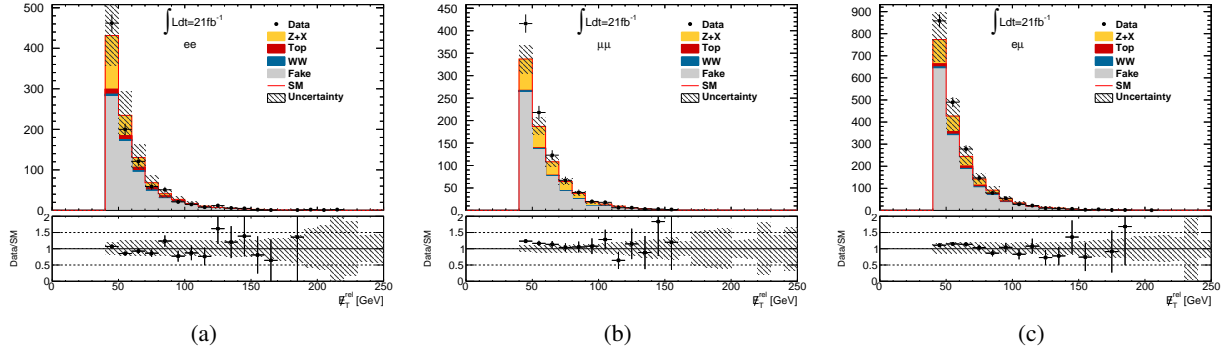 ∫ Ldt=21fb⁻¹
ee
Data
Z+X
Top
WW
Fake
SM
Uncertainty
500
400
300
200
100
0
2
1.5
1
0.5
0
Data/SM
0 50 100 150 200 250
E̸_T^rel [GeV]
(a)
∫ Ldt=21fb⁻¹
μμ
Data
Z+X
Top
WW
Fake
SM
Uncertainty
450
400
350
300
250
200
150
100
50
0
2
1.5
1
0.5
0
Data/SM
0 50 100 150 200 250
E̸_T^rel [GeV]
(b)
∫ Ldt=21fb⁻¹
eμ
Data
Z+X
Top
WW
Fake
SM
Uncertainty
900
800
700
600
500
400
300
200
100
0
2
1.5
1
0.5
0
Data/SM
0 50 100 150 200 250
E̸_T^rel [GeV]
(c)